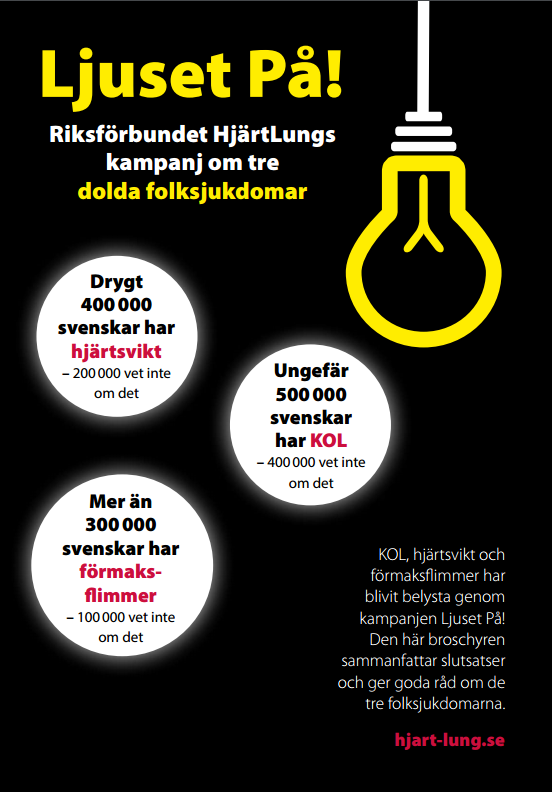 Ljuset På!
Riksförbundet HjärtLungs
kampanj om tre
dolda folksjukdomar
Drygt
400 000
svenskar har
hjärtsvikt
– 200 000 vet inte
om det
Ungefär
500 000
svenskar
har KOL
– 400 000 vet inte
om det
Mer än
300 000
svenskar har
förmaks-
flimmer
– 100 000 vet inte
om det
KOL, hjärtsvikt och
förmaksflimmer har
blivit belysta genom
kampanjen Ljuset På!
Den här broschyren
sammanfattar slutsatser
och ger goda råd om de
tre folksjukdomarna.
hjart-lung.se